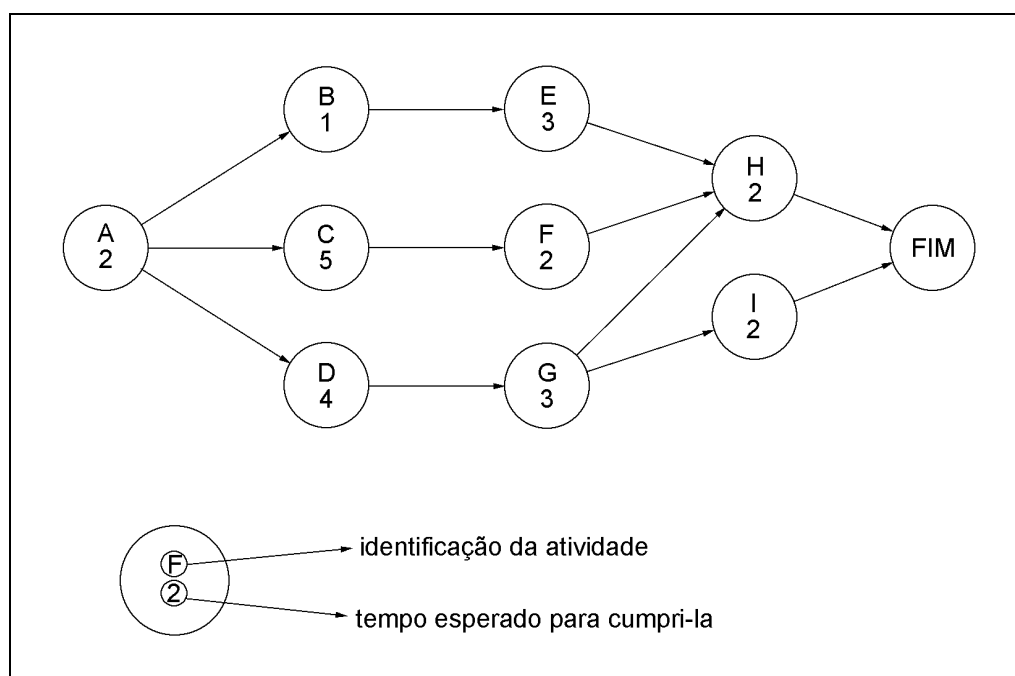 B
1
E
3
H
2
A
2
C
5
F
2
FIM
I
2
D
4
G
3
F
2
identificação da atividade
tempo esperado para cumpri-la